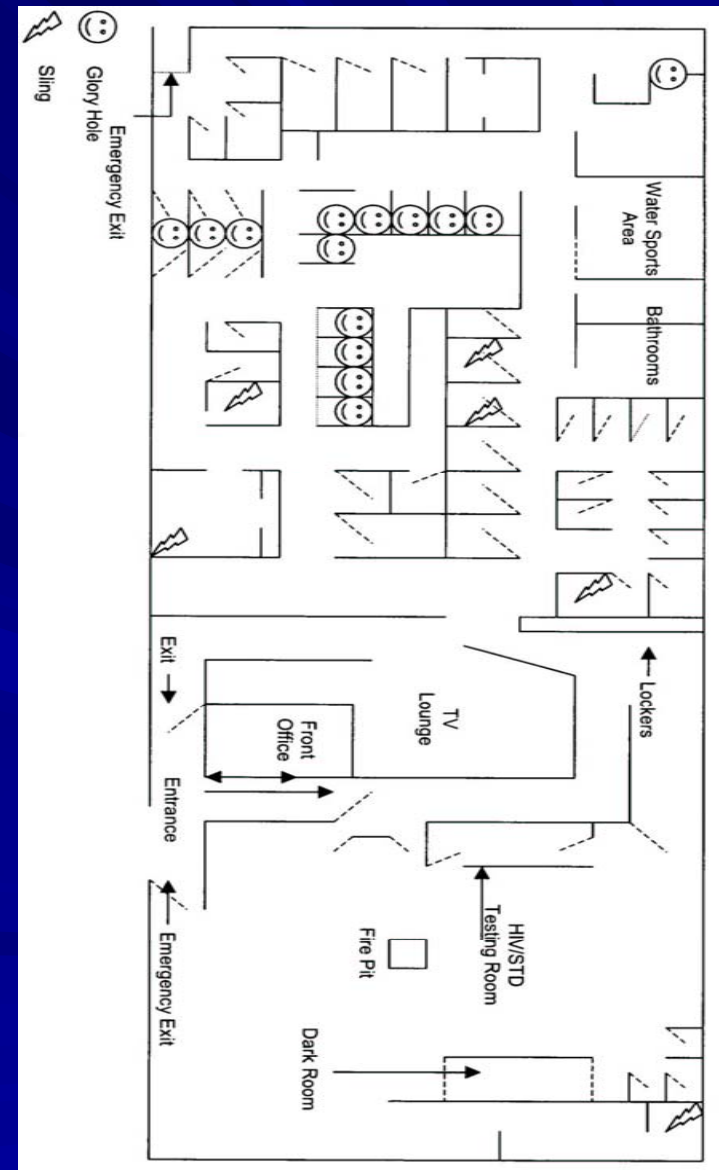 Water Sports
Area
Bathrooms
Lockers
TV
Lounge
Front
Office
Exit
Entrance
Emergency Exit
HIV/STD
Testing Room
Fire Pit
Dark Room
Emergency Exit
Glory Hole
Sling